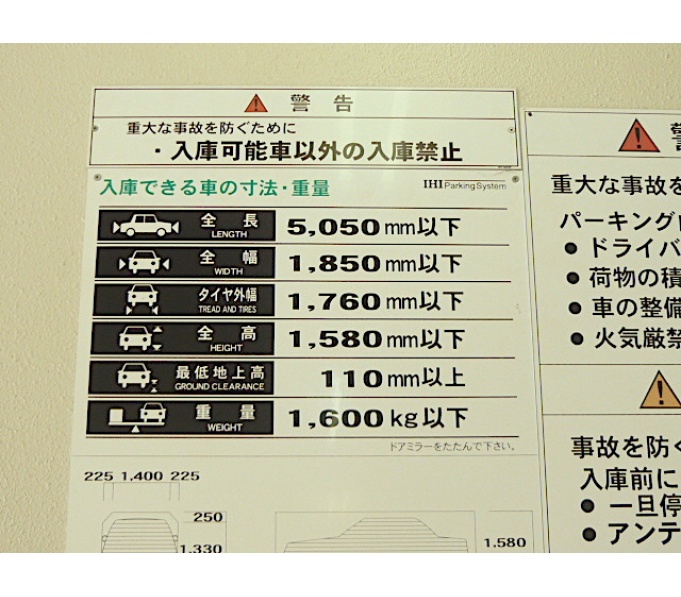 警告
重大な事故を防ぐために
・入庫可能車以外の入庫禁止
入庫できる車の寸法・重量 IHI Parking System
全長 LENGTH 5,050mm以下
全幅 WIDTH 1,850mm以下
タイヤ外幅 TREAD AND TIRES 1,760mm以下
全高 HEIGHT 1,580mm以下
最低地上高 GROUND CLEARANCE 110mm以上
重量 WEIGHT 1,600kg以下
ドアミラーをたたんで下さい。
225 1,400 225
250
1,330
1,580
重大な事故を
パーキング
●ドライバ
●荷物の積
●車の整備
●火気厳禁
事故を防ぐ
入庫前に
●一旦停
●アンテ